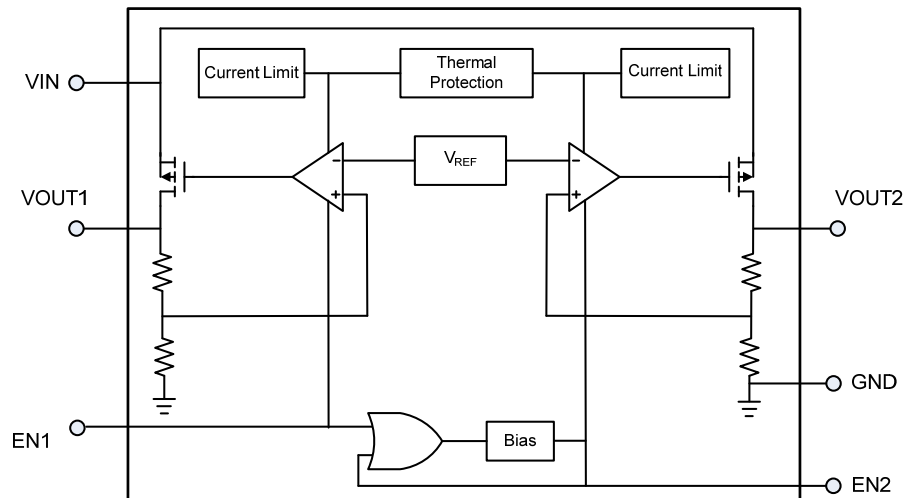 Current Limit
Thermal
Protection
Current Limit
VIN
VREF
−
−
+
+
VOUT1
VOUT2
GND
EN1
Bias
EN2